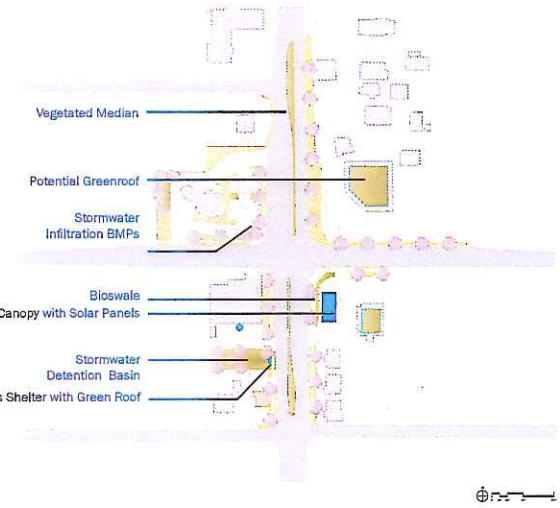 Vegetated Median
Potential Greenroof
Stormwater
Infiltration BMPs
Bioswale
Canopy with Solar Panels
Stormwater
Detention Basin
s Shelter with Green Roof